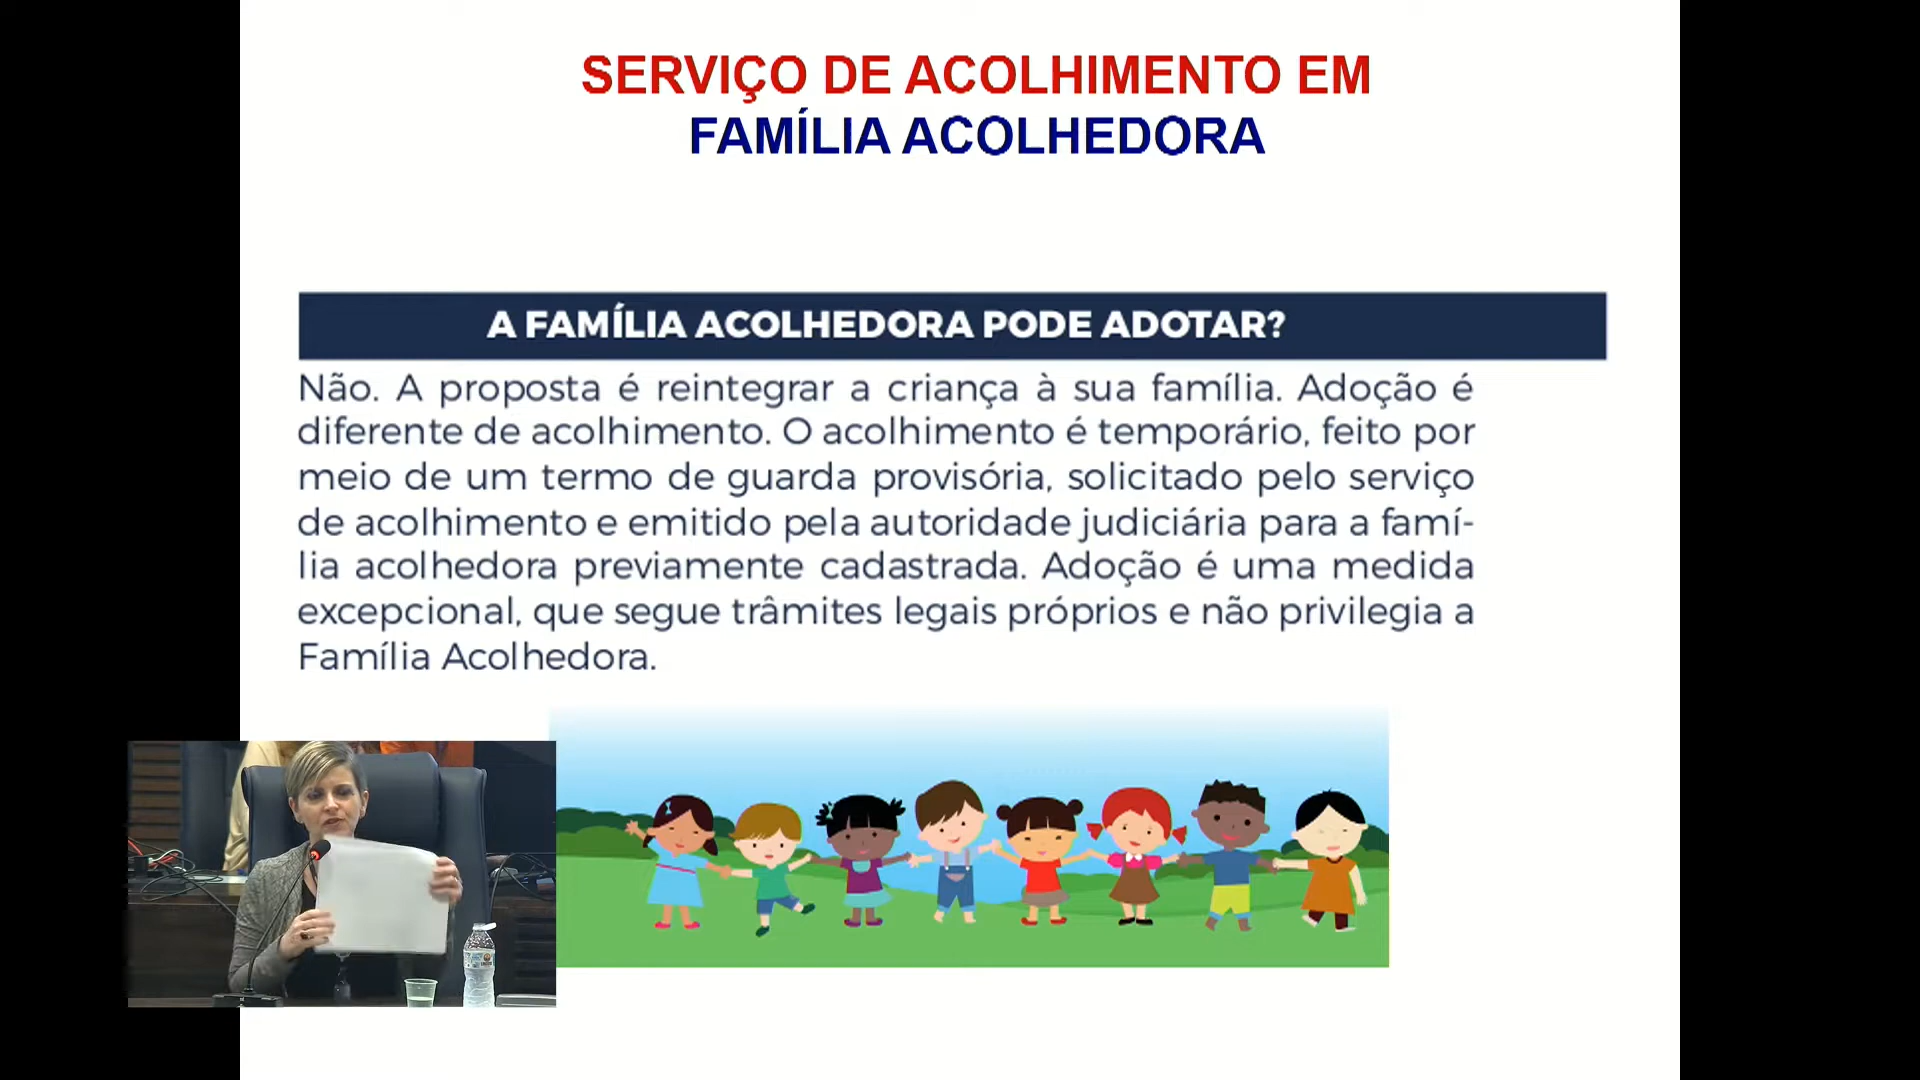 SERVIÇO DE ACOLHIMENTO EM
FAMÍLIA ACOLHEDORA
A FAMÍLIA ACOLHEDORA PODE ADOTAR?
Não. A proposta é reintegrar a criança à sua família. Adoção é
diferente de acolhimento. O acolhimento é temporário, feito por
meio de um termo de guarda provisória, solicitado pelo serviço
de acolhimento e emitido pela autoridade judiciária para a famí-
lia acolhedora previamente cadastrada. Adoção é uma medida
excepcional, que segue trâmites legais próprios e não privilegia a
Família Acolhedora.